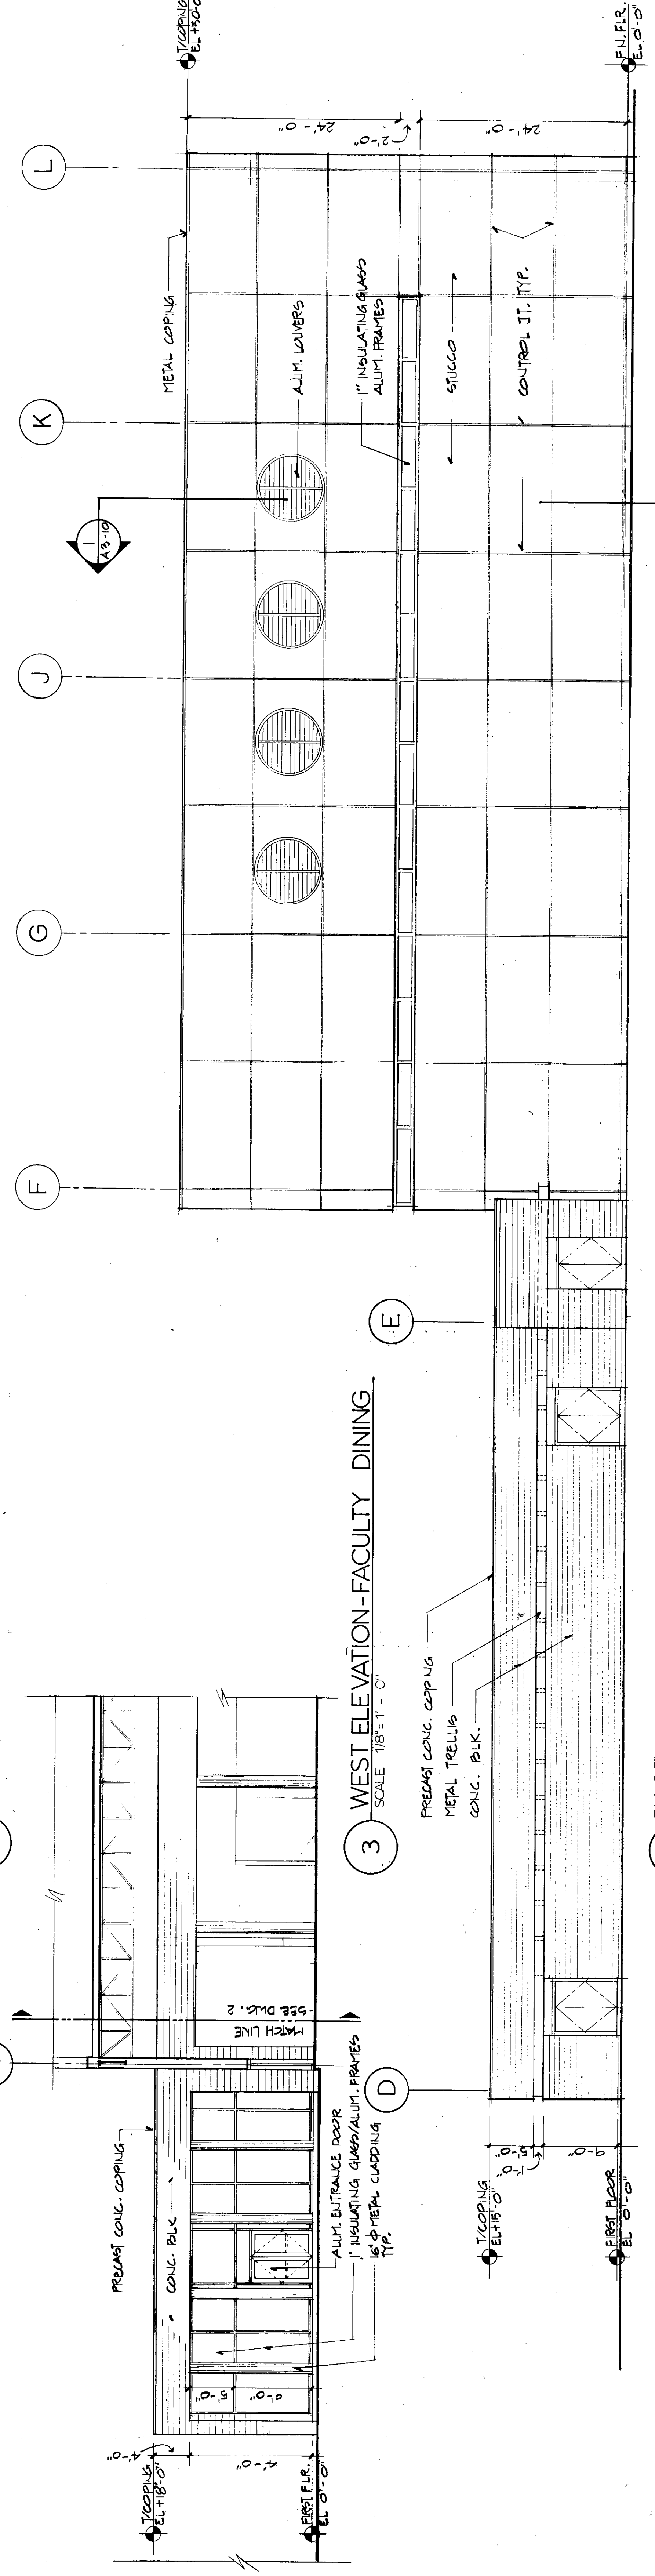 T/COPING
FIN. FLR.
EL 0'-0"
L
K
J
G
F
E
D
24'-0"
2'-0"
24'-0"
METAL COPING
ALUM. LOUVERS
1" INSULATING GLASS
ALUM. FRAMES
STUCCO
CONTROL JT. TYP.
1
A3-10
3
WEST ELEVATION-FACULTY DINING
SCALE 1/8" = 1'-0"
PRECAST CONC. COPING
METAL TRELLIS
CONC. BLK.
MATCH LINE
SEE DWG. 2
PRECAST CONC. COPING
CONC. BLK
ALUM. ENTRANCE DOOR
1" INSULATING GLASS/ALUM. FRAMES
16" Φ METAL CLADDING
TYP.
5'-0"
9'-0"
4'-0"
T/COPING
EL +18'-0"
FIRST FLR.
EL 0'-0"
5'-0"
1'-0"
9'-0"
T/COPING
EL +15'-0"
FIRST FLOOR
EL 0'-0"